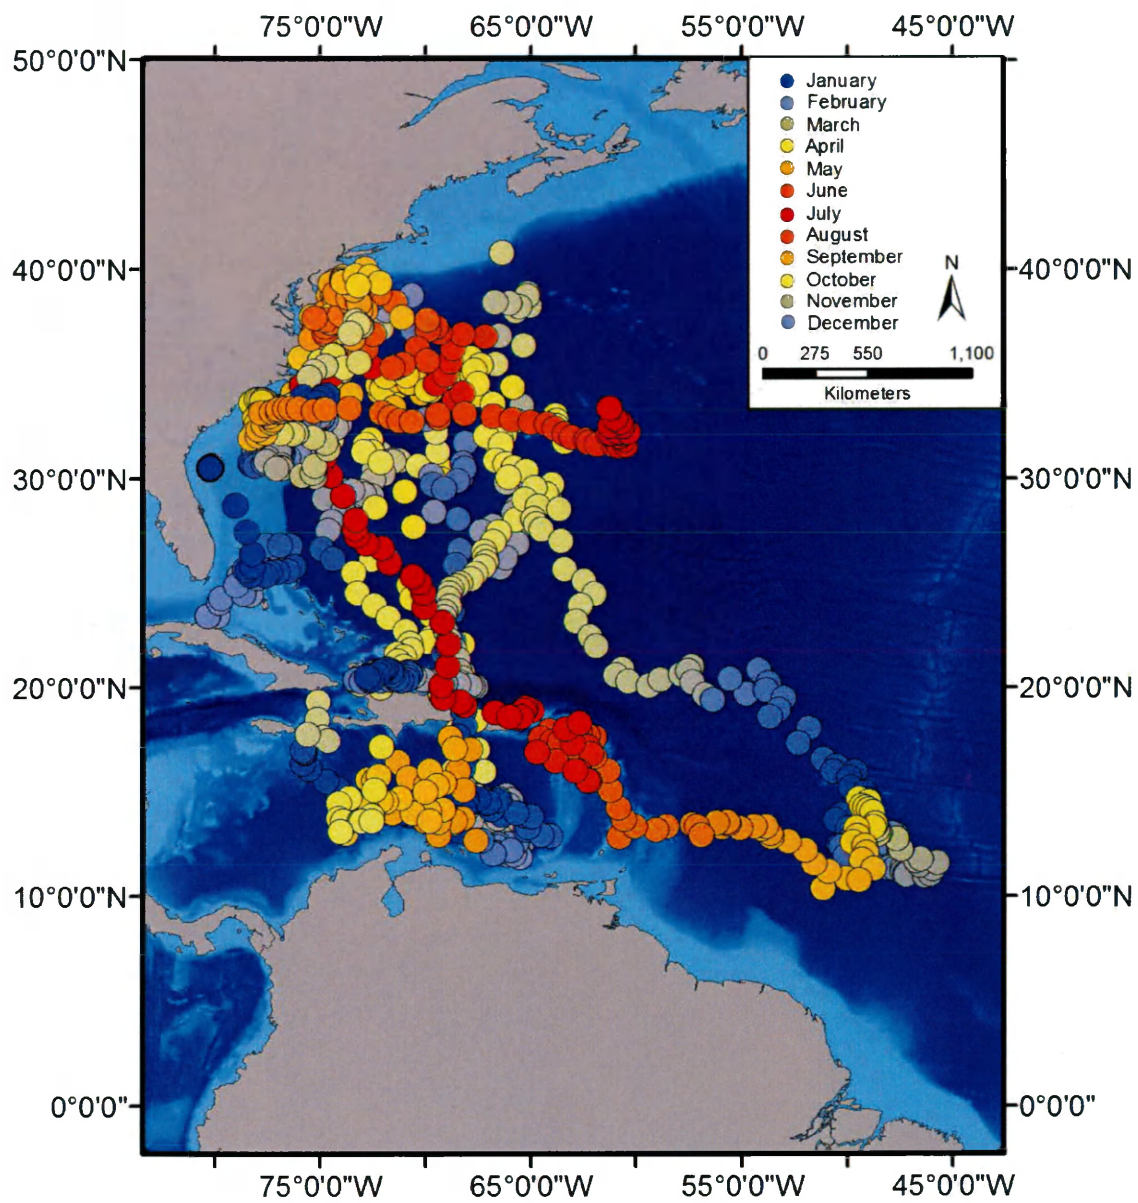 75°0'0"W 65°0'0"W 55°0'0"W 45°0'0"W
50°0'0"N
January
February
March
April
May
June
July
August
September
October
November
December
N
0 275 550 1,100
Kilometers
40°0'0"N 40°0'0"N
30°0'0"N 30°0'0"N
20°0'0"N 20°0'0"N
10°0'0"N 10°0'0"N
0°0'0" 0°0'0"
75°0'0"W 65°0'0"W 55°0'0"W 45°0'0"W